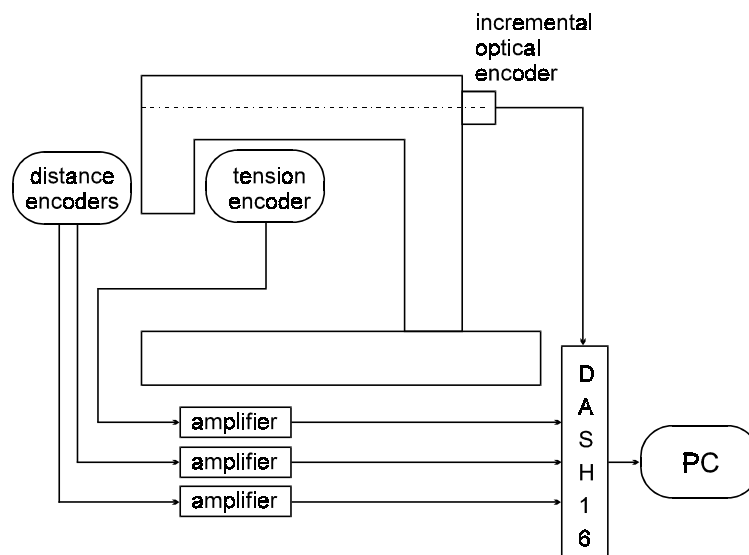 incremental
optical
encoder
distance
encoders
tension
encoder
amplifier
amplifier
amplifier
D
A
S
H
1
6
PC